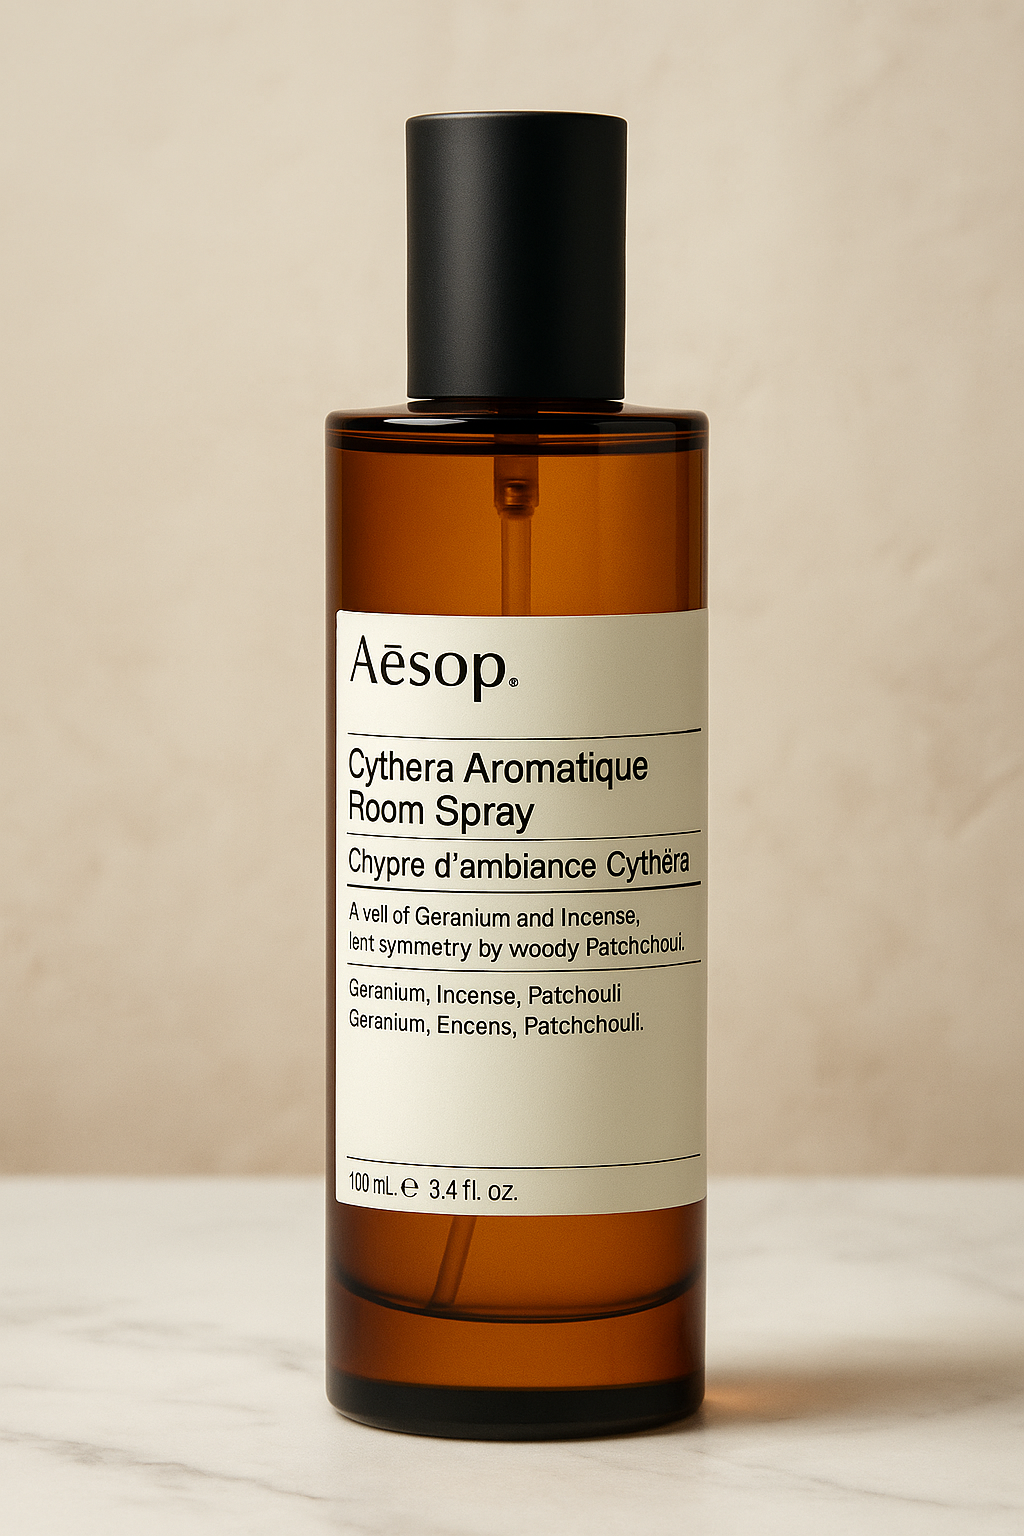 Aēsop®
Cythera Aromatique
Room Spray
Chypre d'ambiance Cythëra
A vell of Geranium and Incense,
lent symmetry by woody Patchchoui.
Geranium, Incense, Patchouli
Geranium, Encens, Patchchouli.
100 mL. ℮ 3.4 fl. oz.